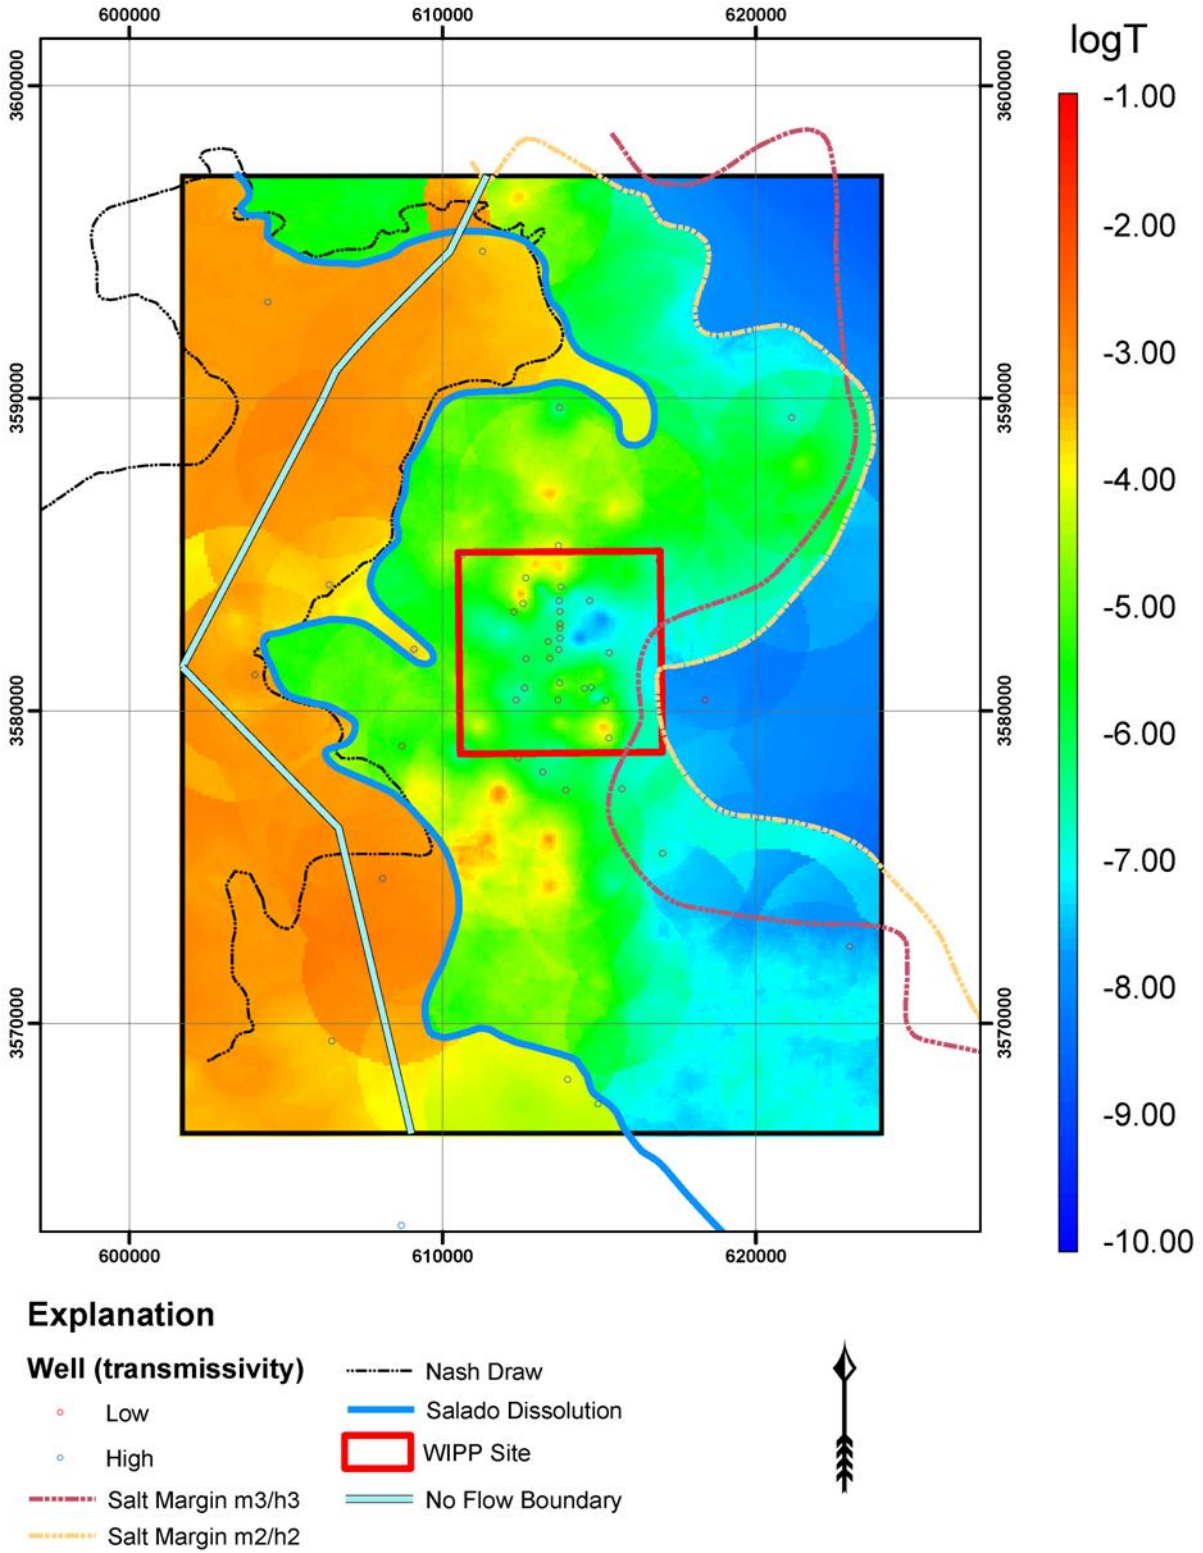 600000 610000 620000
logT
3600000 3600000
-1.00
-2.00
-3.00
3590000 3590000
-4.00
-5.00
3580000 3580000
-6.00
-7.00
-8.00
3570000 3570000
-9.00
-10.00
600000 610000 620000
Explanation
Well (transmissivity)
Low
High
Salt Margin m3/h3
Salt Margin m2/h2
Nash Draw
Salado Dissolution
WIPP Site
No Flow Boundary